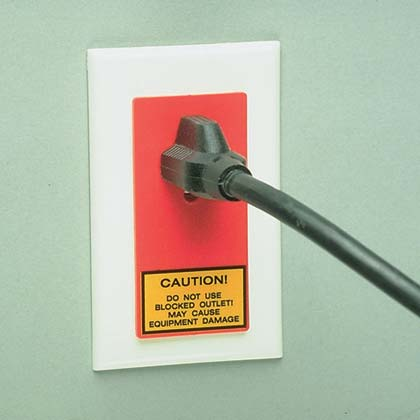 CAUTION!
DO NOT USE
BLOCKED OUTLET!
MAY CAUSE
EQUIPMENT DAMAGE